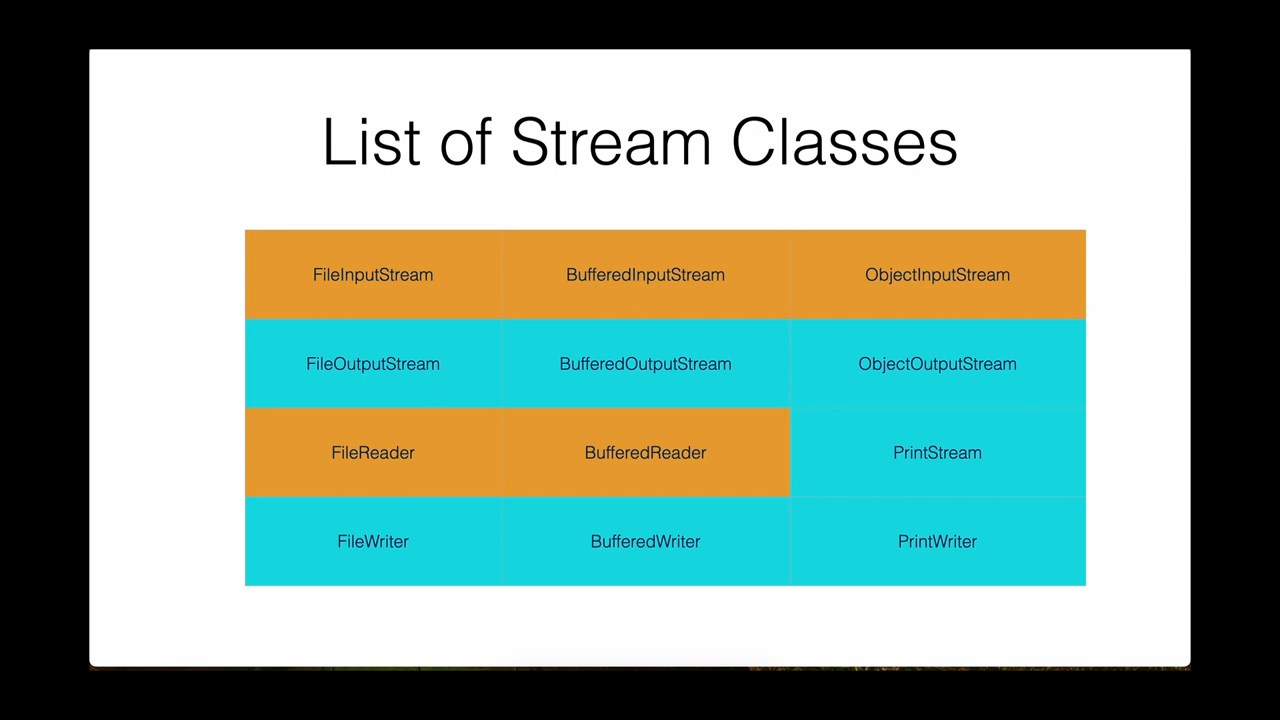 List of Stream Classes
FileInputStream BufferedInputStream ObjectInputStream
FileOutputStream BufferedOutputStream ObjectOutputStream
FileReader BufferedReader PrintStream
FileWriter BufferedWriter PrintWriter